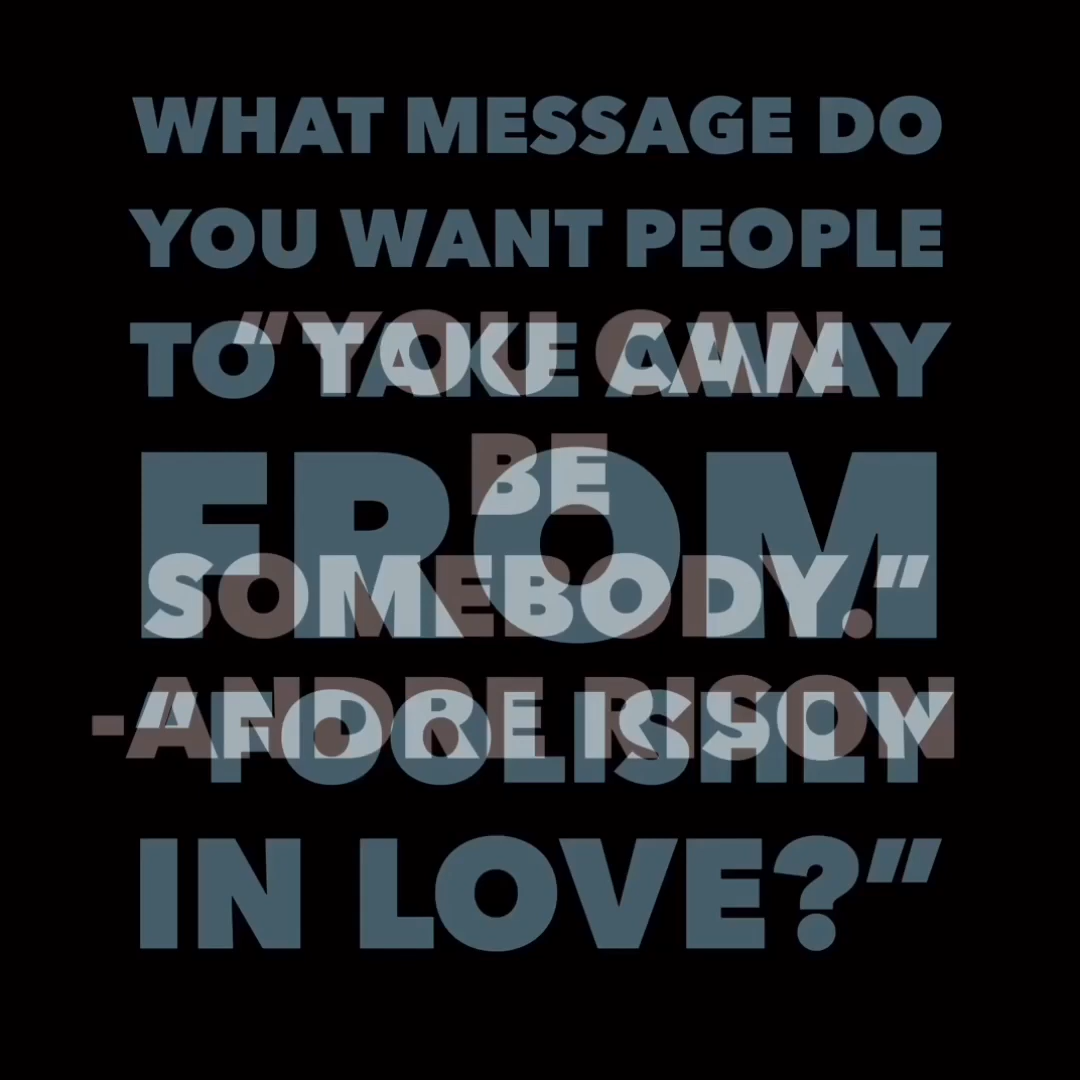 WHAT MESSAGE DO
YOU WANT PEOPLE
TO TAKE AWAY
FROM
“FOOLISHLY
IN LOVE?”
“YOU CAN
BE
SOMEBODY.”
-ANDRE RISON